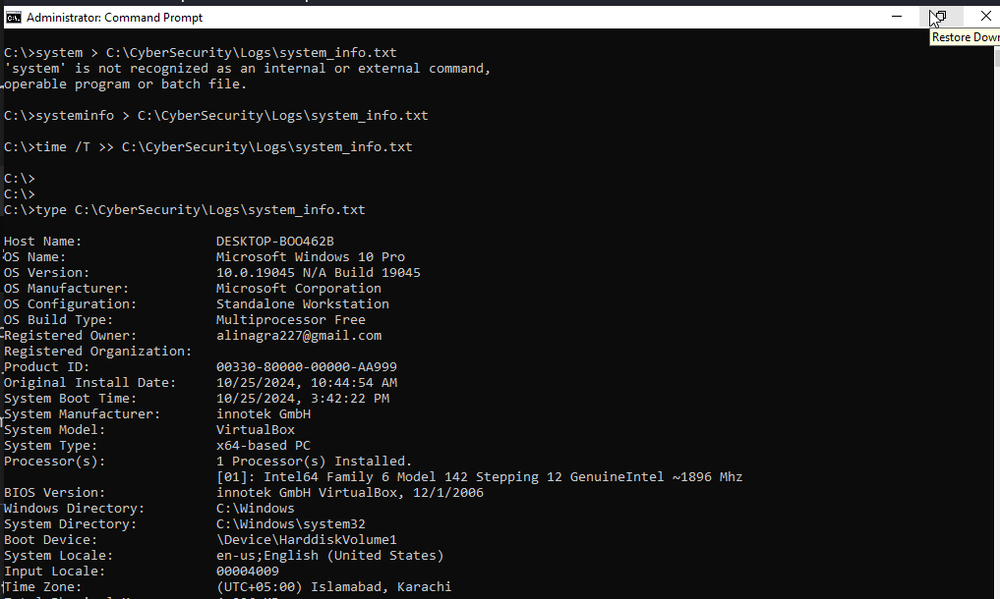 Administrator: Command Prompt
Restore Down
C:\>system > C:\CyberSecurity\Logs\system_info.txt
'system' is not recognized as an internal or external command,
operable program or batch file.
C:\>systeminfo > C:\CyberSecurity\Logs\system_info.txt
C:\>time /T >> C:\CyberSecurity\Logs\system_info.txt
C:\>
C:\>
C:\>type C:\CyberSecurity\Logs\system_info.txt
Host Name: DESKTOP-BOO462B
OS Name: Microsoft Windows 10 Pro
OS Version: 10.0.19045 N/A Build 19045
OS Manufacturer: Microsoft Corporation
OS Configuration: Standalone Workstation
OS Build Type: Multiprocessor Free
Registered Owner: alinagra227@gmail.com
Registered Organization:
Product ID: 00330-80000-00000-AA999
Original Install Date: 10/25/2024, 10:44:54 AM
System Boot Time: 10/25/2024, 3:42:22 PM
System Manufacturer: innotek GmbH
System Model: VirtualBox
System Type: x64-based PC
Processor(s): 1 Processor(s) Installed.
[01]: Intel64 Family 6 Model 142 Stepping 12 GenuineIntel ~1896 Mhz
BIOS Version: innotek GmbH VirtualBox, 12/1/2006
Windows Directory: C:\Windows
System Directory: C:\Windows\system32
Boot Device: \Device\HarddiskVolume1
System Locale: en-us;English (United States)
Input Locale: 00004009
Time Zone: (UTC+05:00) Islamabad, Karachi